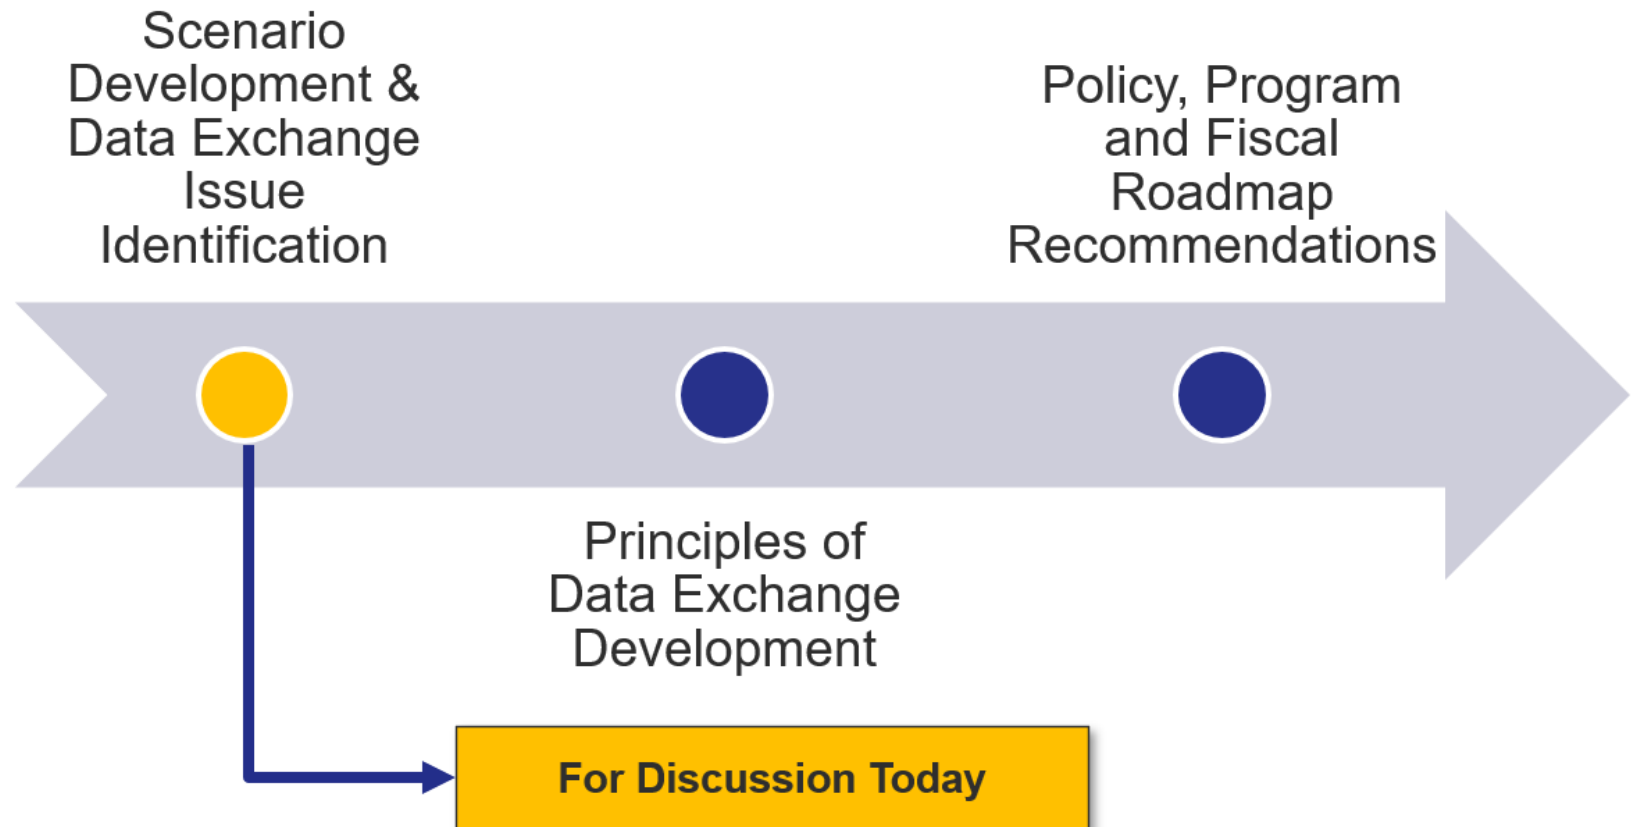 Scenario
Development &
Data Exchange
Issue
Identification
Policy, Program
and Fiscal
Roadmap
Recommendations
Principles of
Data Exchange
Development
For Discussion Today